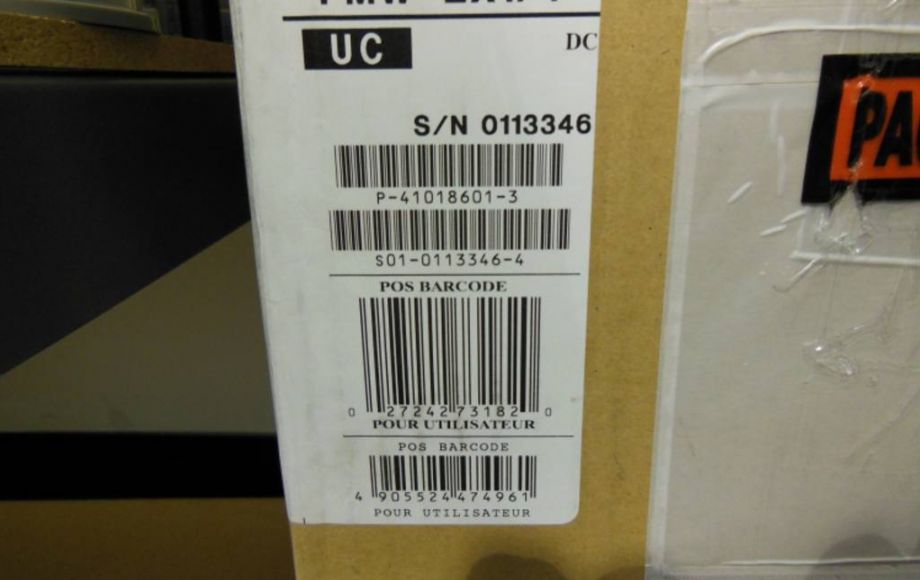 UC
DC
S/N 0113346
P-41018601-3
S01-0113346-4
POS BARCODE
0 27242 73182 0
POUR UTILISATEUR
POS BARCODE
4 905524 474961
POUR UTILISATEUR